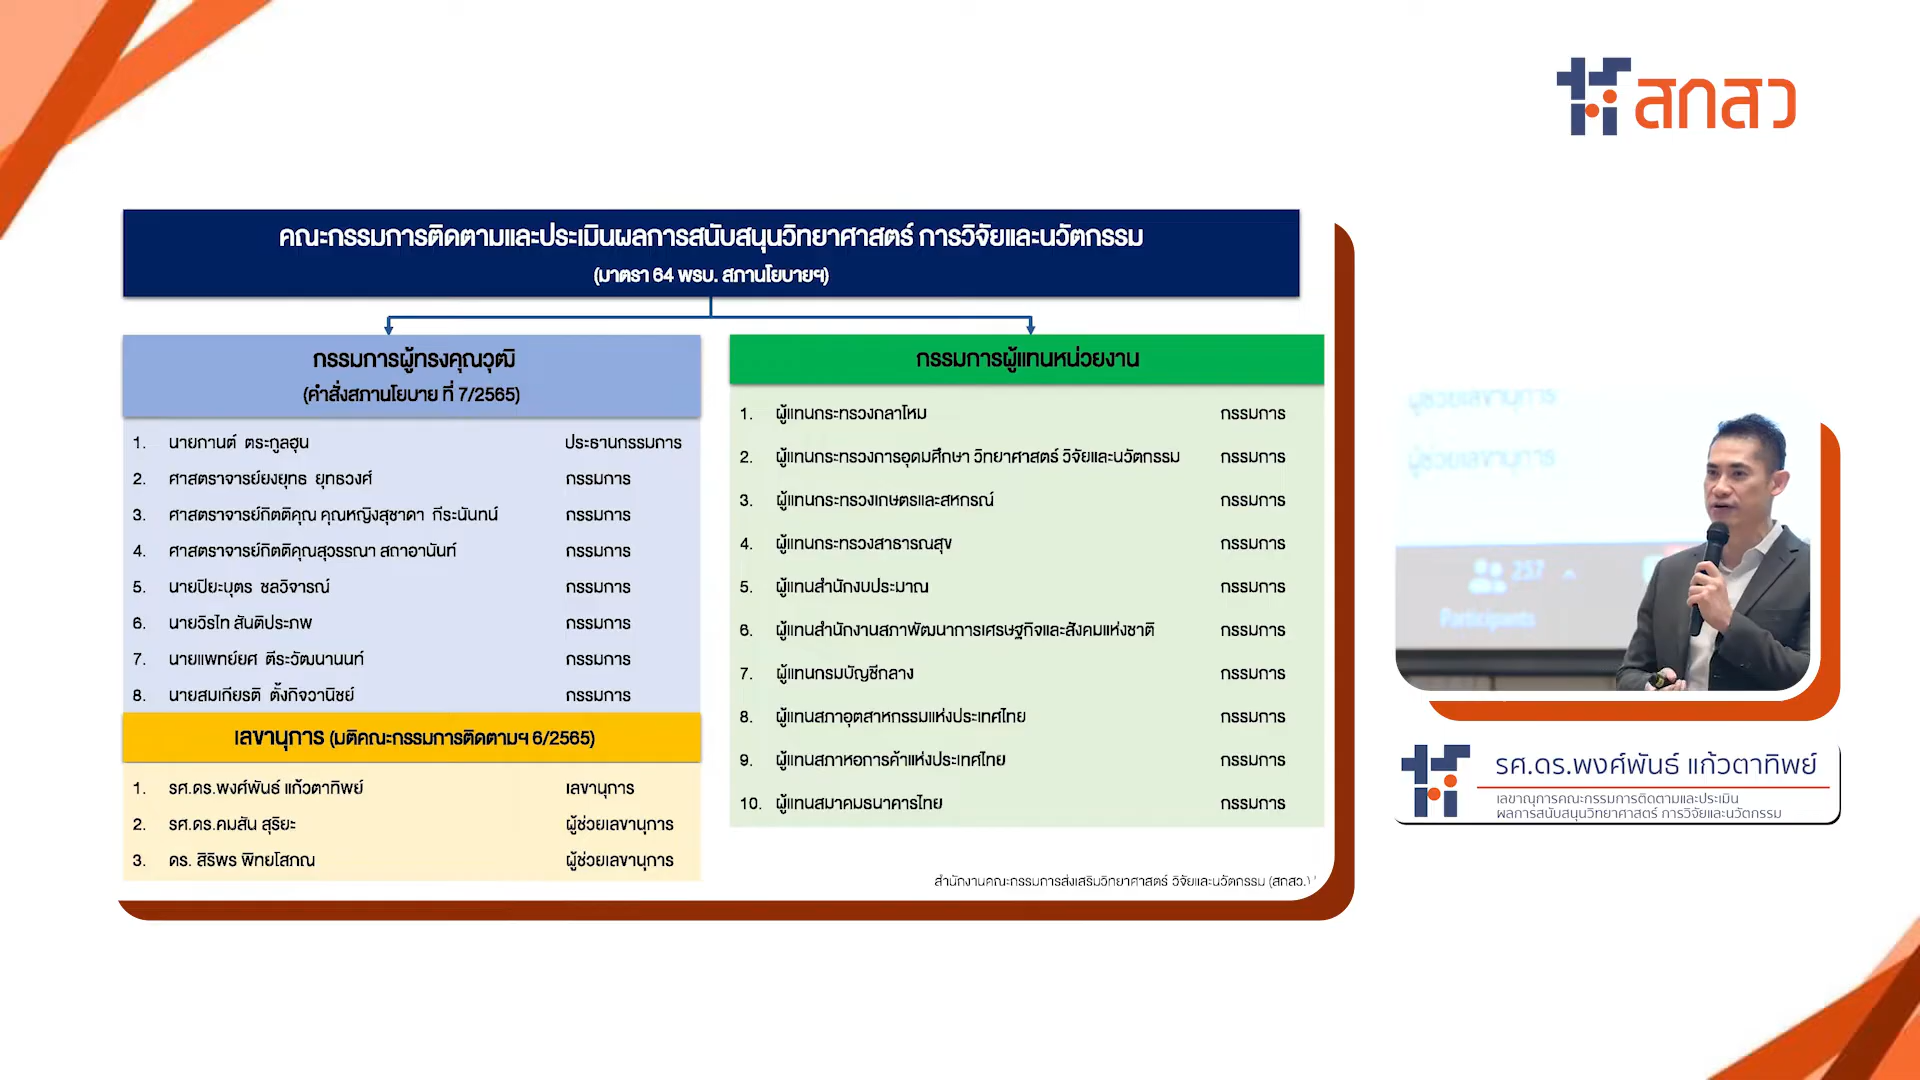 สกสว
คณะกรรมการติดตามและประเมินผลการสนับสนุนวิทยาศาสตร์ การวิจัยและนวัตกรรม
(มาตรา 64 พรบ. สภานโยบายฯ)
กรรมการผู้ทรงคุณวุฒิ
(คำสั่งสภานโยบาย ที่ 7/2565)
1. นายกานต์ ตระกูลฮุน ประธานกรรมการ
2. ศาสตราจารย์ยงยุทธ ยุทธวงศ์ กรรมการ
3. ศาสตราจารย์กิตติคุณ คุณหญิงสุชาดา กีระนันทน์ กรรมการ
4. ศาสตราจารย์กิตติคุณสุวรรณา สถาอานันท์ กรรมการ
5. นายปิยะบุตร ชลวิจารณ์ กรรมการ
6. นายวิรไท สันติประภพ กรรมการ
7. นายแพทย์ยศ ตีระวัฒนานนท์ กรรมการ
8. นายสมเกียรติ ตั้งกิจวานิชย์ กรรมการ
เลขานุการ (มติคณะกรรมการติดตามฯ 6/2565)
1. รศ.ดร.พงศ์พันธ์ แก้วตาทิพย์ เลขานุการ
2. รศ.ดร.คมสัน สุริยะ ผู้ช่วยเลขานุการ
3. ดร. สิริพร พิทยโสภณ ผู้ช่วยเลขานุการ
กรรมการผู้แทนหน่วยงาน
1. ผู้แทนกระทรวงกลาโหม กรรมการ
2. ผู้แทนกระทรวงการอุดมศึกษา วิทยาศาสตร์ วิจัยและนวัตกรรม กรรมการ
3. ผู้แทนกระทรวงเกษตรและสหกรณ์ กรรมการ
4. ผู้แทนกระทรวงสาธารณสุข กรรมการ
5. ผู้แทนสำนักงบประมาณ กรรมการ
6. ผู้แทนสำนักงานสภาพัฒนาการเศรษฐกิจและสังคมแห่งชาติ กรรมการ
7. ผู้แทนกรมบัญชีกลาง กรรมการ
8. ผู้แทนสภาอุตสาหกรรมแห่งประเทศไทย กรรมการ
9. ผู้แทนสภาหอการค้าแห่งประเทศไทย กรรมการ
10. ผู้แทนสมาคมธนาคารไทย กรรมการ
สำนักงานคณะกรรมการส่งเสริมวิทยาศาสตร์ วิจัยและนวัตกรรม (สกสว.)
ผู้ช่วยเลขานุการ
ผู้ช่วยเลขานุการ
257
Participants
รศ.ดร.พงศ์พันธ์ แก้วตาทิพย์
เลขาณุการคณะกรรมการติดตามและประเมิน
ผลการสนับสนุนวิทยาศาสตร์ การวิจัยและนวัตกรรม